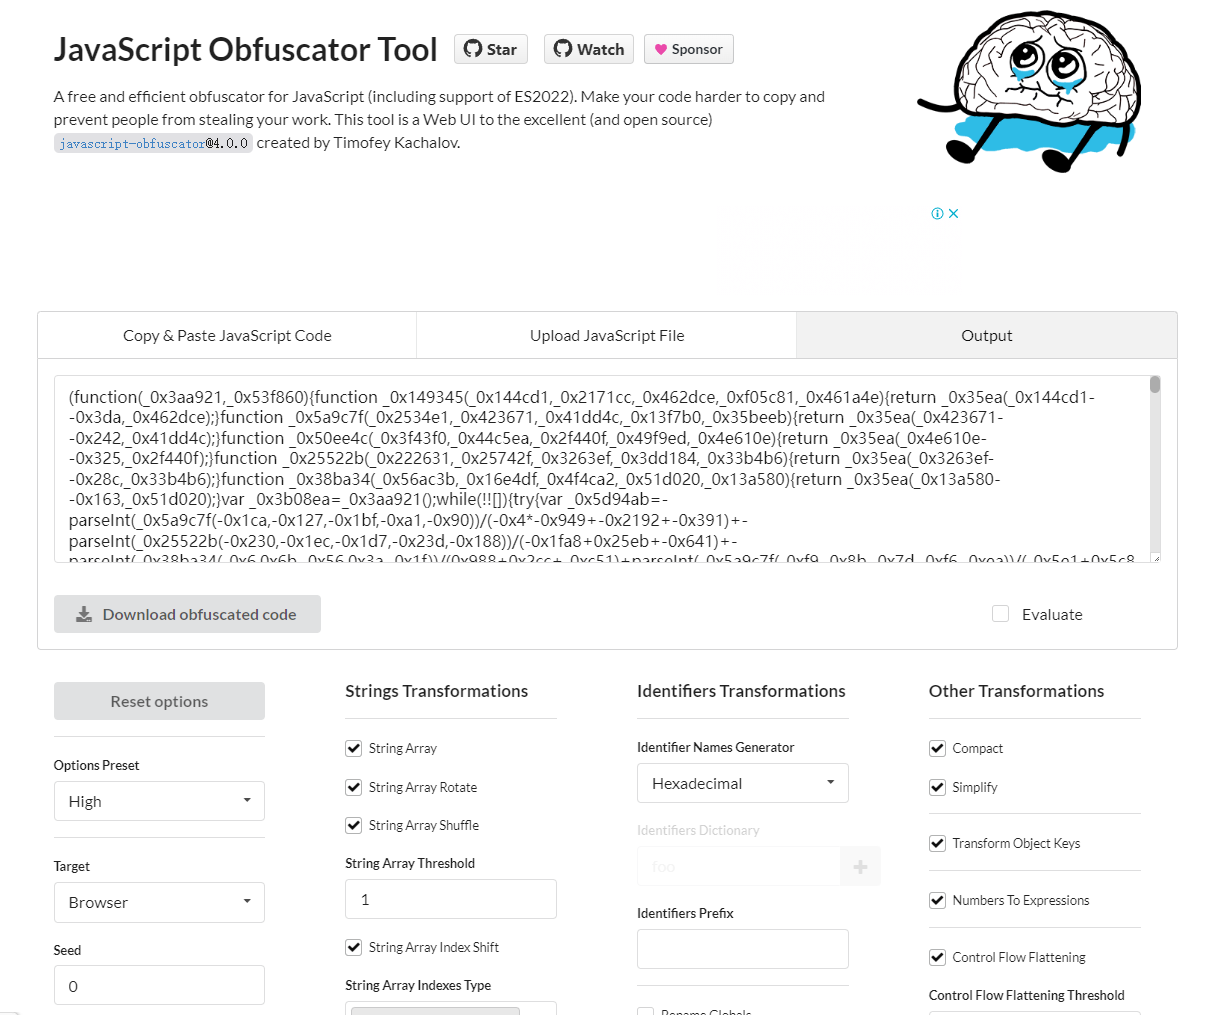 JavaScript Obfuscator Tool
Star
Watch
Sponsor
A free and efficient obfuscator for JavaScript (including support of ES2022). Make your code harder to copy and
prevent people from stealing your work. This tool is a Web UI to the excellent (and open source)
javascript-obfuscator@4.0.0 created by Timofey Kachalov.
Copy & Paste JavaScript Code
Upload JavaScript File
Output
(function(_0x3aa921,_0x53f860){function _0x149345(_0x144cd1,_0x2171cc,_0x462dce,_0xf05c81,_0x461a4e){return _0x35ea(_0x144cd1-
-0x3da,_0x462dce);}function _0x5a9c7f(_0x2534e1,_0x423671,_0x41dd4c,_0x13f7b0,_0x35beeb){return _0x35ea(_0x423671-
-0x242,_0x41dd4c);}function _0x50ee4c(_0x3f43f0,_0x44c5ea,_0x2f440f,_0x49f9ed,_0x4e610e){return _0x35ea(_0x4e610e-
-0x325,_0x2f440f);}function _0x25522b(_0x222631,_0x25742f,_0x3263ef,_0x3dd184,_0x33b4b6){return _0x35ea(_0x3263ef-
-0x28c,_0x33b4b6);}function _0x38ba34(_0x56ac3b,_0x16e4df,_0x4f4ca2,_0x51d020,_0x13a580){return _0x35ea(_0x13a580-
-0x163,_0x51d020);}var _0x3b08ea=_0x3aa921();while(!![]){try{var _0x5d94ab=-
parseInt(_0x5a9c7f(-0x1ca,-0x127,-0x1bf,-0xa1,-0x90))/(-0x4*-0x949+-0x2192+-0x391)+-
parseInt(_0x25522b(-0x230,-0x1ec,-0x1d7,-0x23d,-0x188))/(-0x1fa8+0x25eb+-0x641)+-
Download obfuscated code
Evaluate
Reset options
Options Preset
High
Target
Browser
Seed
0
Strings Transformations
String Array
String Array Rotate
String Array Shuffle
String Array Threshold
1
String Array Index Shift
String Array Indexes Type
Identifiers Transformations
Identifier Names Generator
Hexadecimal
Identifiers Dictionary
foo
Identifiers Prefix
Rename Globals
Other Transformations
Compact
Simplify
Transform Object Keys
Numbers To Expressions
Control Flow Flattening
Control Flow Flattening Threshold